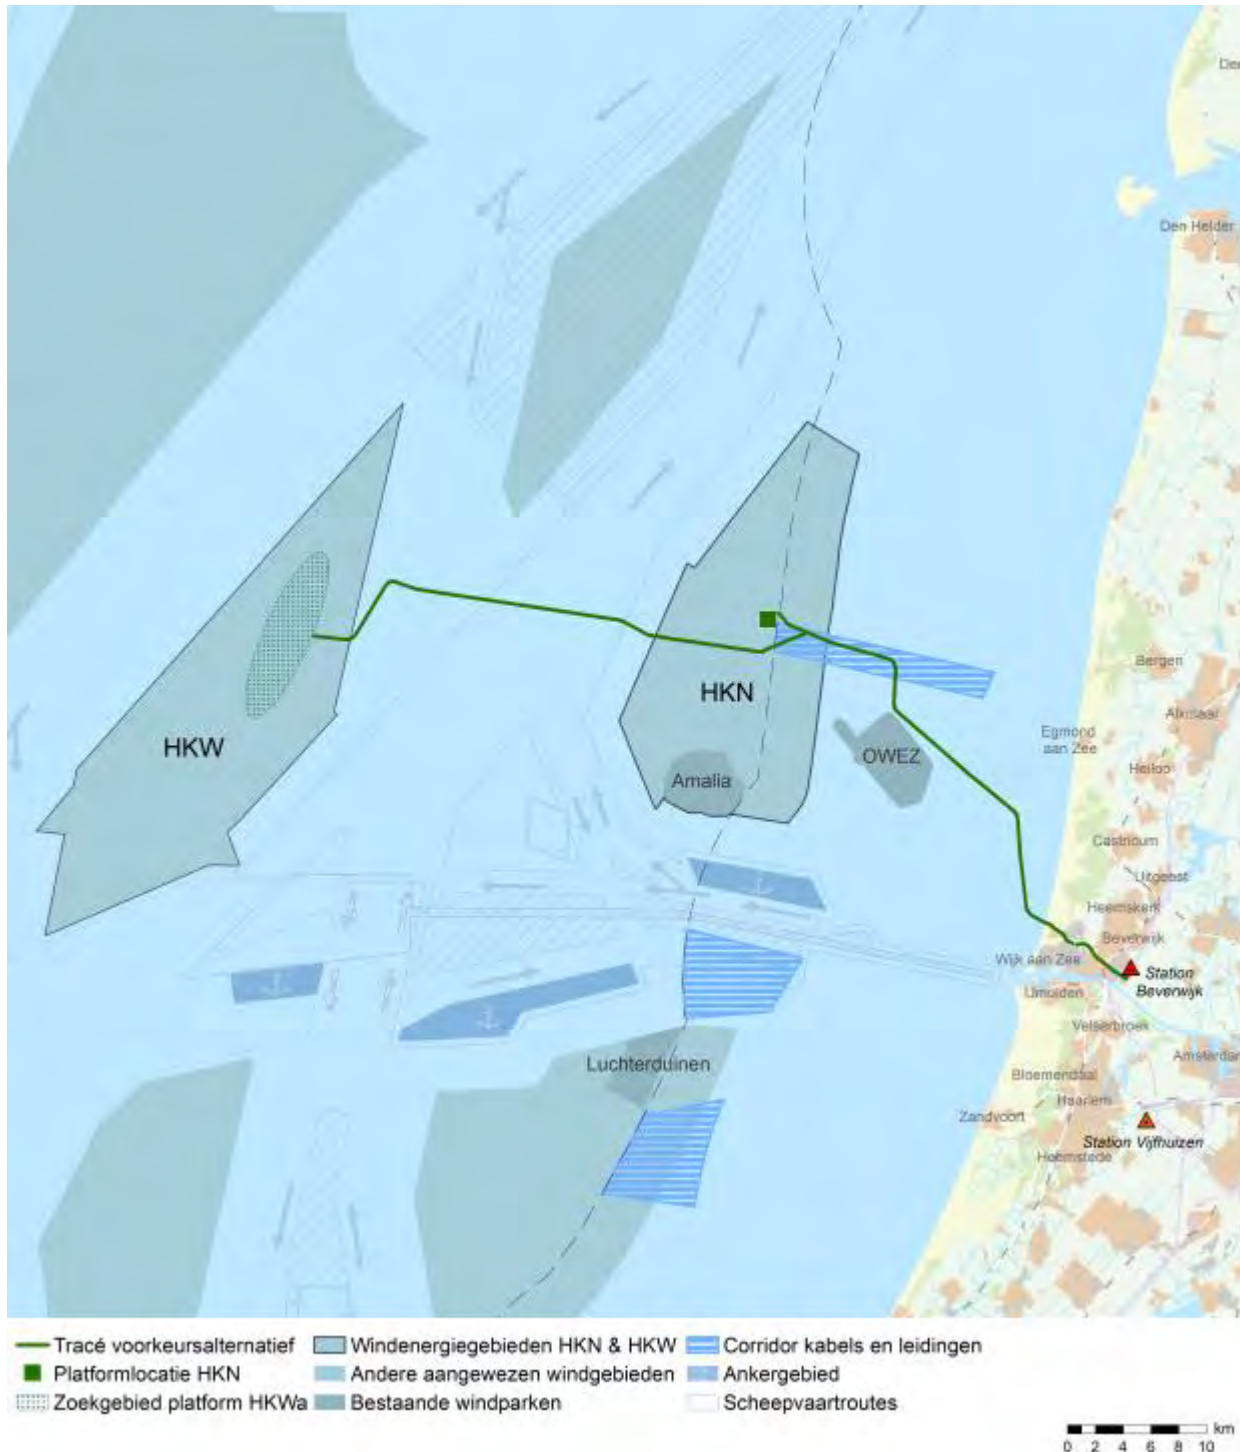 Den Helder
Bergen
Alkmaar
Egmond
aan Zee
Heiloo
HKN
HKW
OWEZ
Amalia
Castricum
Uitgeest
Heemskerk
Beverwijk
Wijk aan Zee
Station
Beverwijk
IJmuiden
Velserbroek
Luchterduinen
Bloemendaal
Haarlem
Zandvoort
Station Vijfhuizen
Heemstede
Tracé voorkeursalternatief
Windenergiegebieden HKN & HKW
Corridor kabels en leidingen
Platformlocatie HKN
Andere aangewezen windgebieden
Ankergebied
Zoekgebied platform HKWa
Bestaande windparken
Scheepvaartroutes
km
0 2 4 6 8 10